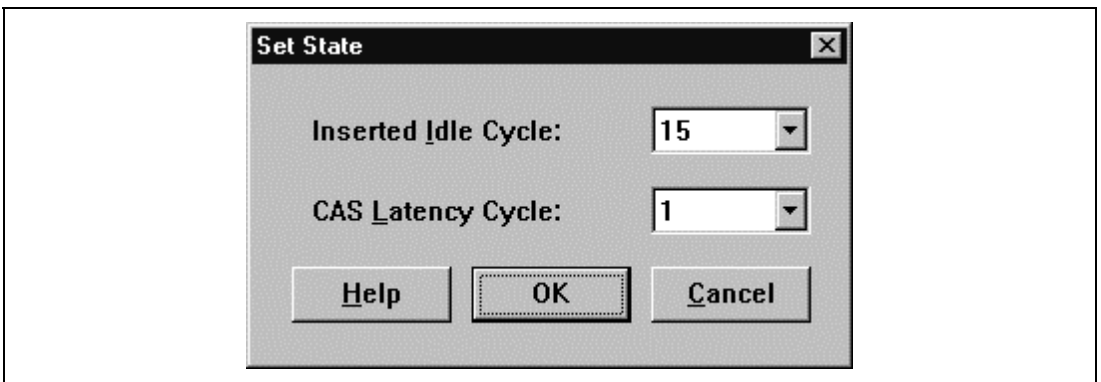 Set State
Inserted Idle Cycle: 15
CAS Latency Cycle: 1
Help OK Cancel